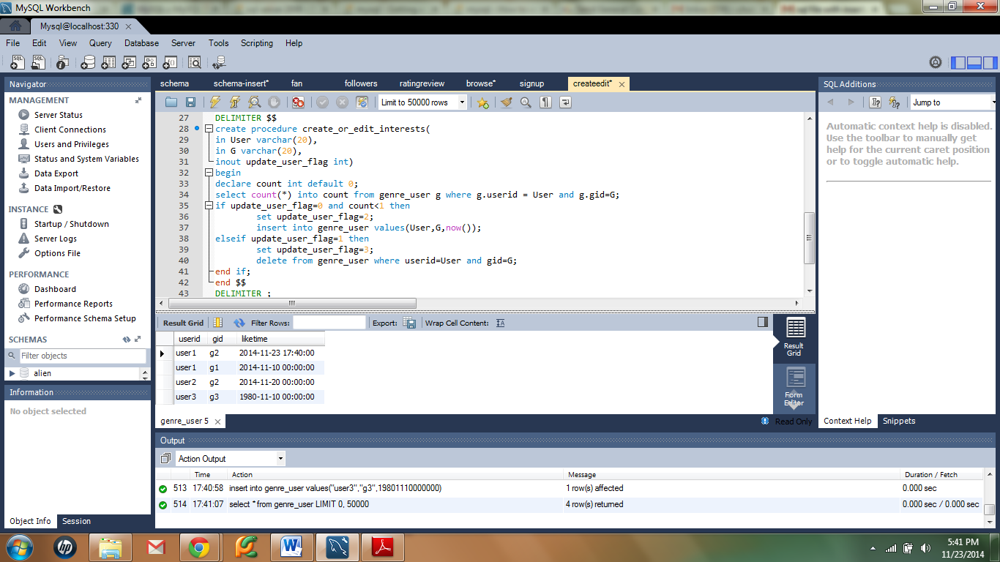 MySQL Workbench
Mysql@localhost:330
File Edit View Query Database Server Tools Scripting Help
Navigator
MANAGEMENT
Server Status
Client Connections
Users and Privileges
Status and System Variables
Data Export
Data Import/Restore
INSTANCE
Startup / Shutdown
Server Logs
Options File
PERFORMANCE
Dashboard
Performance Reports
Performance Schema Setup
SCHEMAS
Filter objects
alien
Information
No object selected
Object Info Session
schema schema-insert* fan followers ratingreview browse* signup createedit*
Limit to 50000 rows
27 DELIMITER $$
28 create procedure create_or_edit_interests(
29 in User varchar(20),
30 in G varchar(20),
31 inout update_user_flag int)
32 begin
33 declare count int default 0;
34 select count(*) into count from genre_user g where g.userid = User and g.gid=G;
35 if update_user_flag=0 and count<1 then
36 set update_user_flag=2;
37 insert into genre_user values(User,G,now());
38 elseif update_user_flag=1 then
39 set update_user_flag=3;
40 delete from genre_user where userid=User and gid=G;
41 end if;
42 end $$
43 DELIMITER ;
Result Grid Filter Rows: Export: Wrap Cell Content:
userid gid liketime
user1 g2 2014-11-23 17:40:00
user1 g1 2014-11-10 00:00:00
user2 g2 2014-11-20 00:00:00
user3 g3 1980-11-10 00:00:00
Result
Grid
Form
Editor
genre_user 5
Read Only
SQL Additions
Jump to
Automatic context help is disabled.
Use the toolbar to manually get
help for the current caret position
or to toggle automatic help.
Context Help Snippets
Output
Action Output
Time Action Message Duration / Fetch
513 17:40:58 insert into genre_user values("user3","g3",19801110000000) 1 row(s) affected 0.000 sec
514 17:41:07 select * from genre_user LIMIT 0, 50000 4 row(s) returned 0.000 sec / 0.000 sec
5:41 PM
11/23/2014